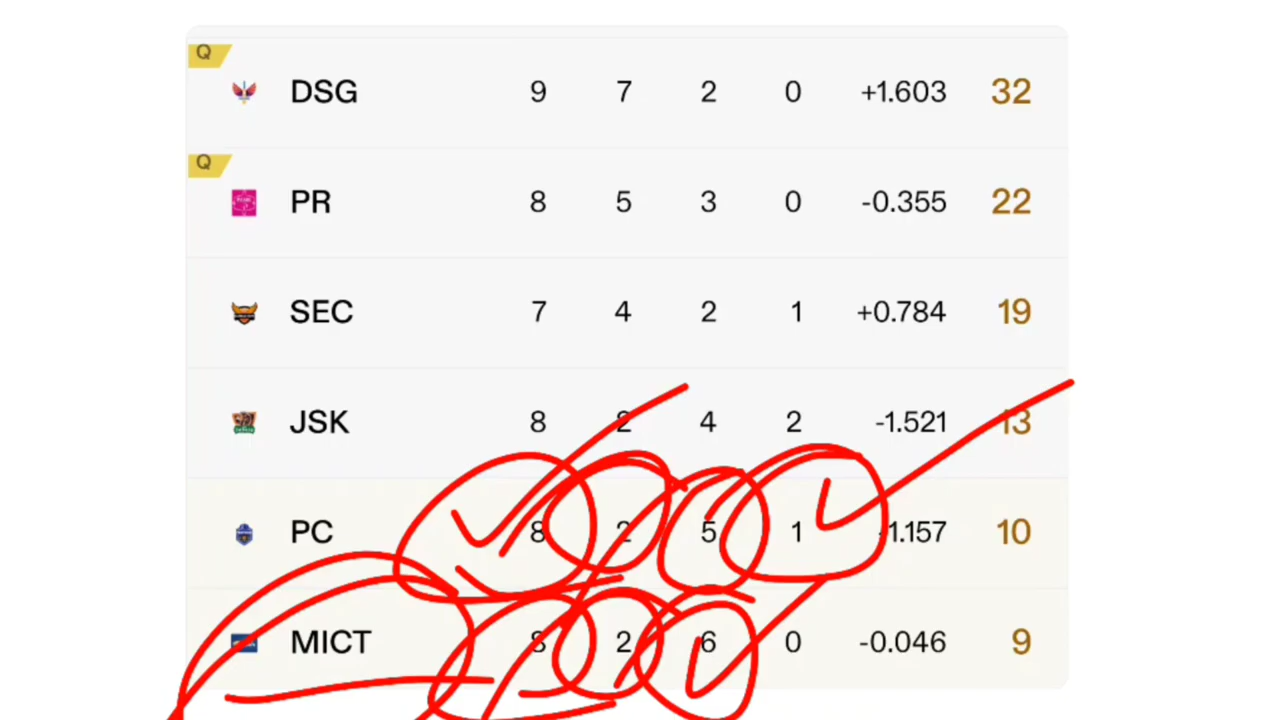 Q
DSG 9 7 2 0 +1.603 32
Q
PR 8 5 3 0 -0.355 22
SEC 7 4 2 1 +0.784 19
JSK 8 2 4 2 -1.521 13
PC 8 2 5 1 -1.157 10
MICT 8 2 6 0 -0.046 9